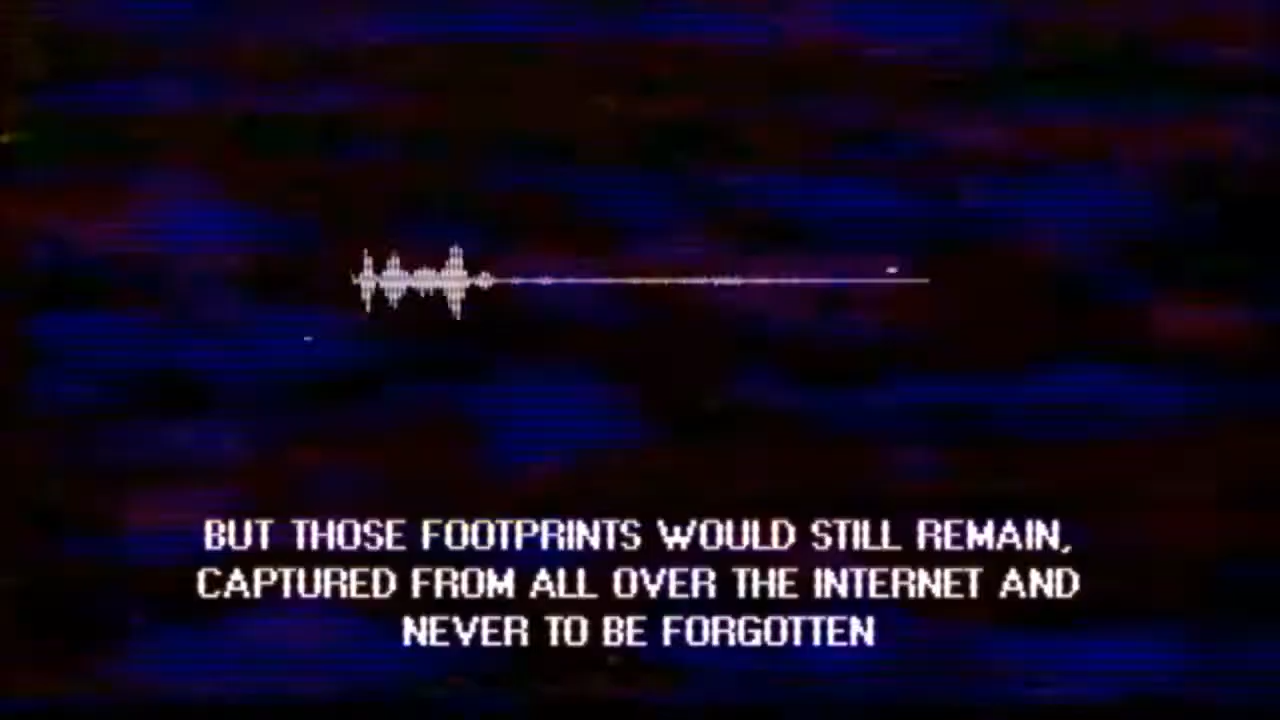 BUT THOSE FOOTPRINTS WOULD STILL REMAIN,
CAPTURED FROM ALL OVER THE INTERNET AND
NEVER TO BE FORGOTTEN